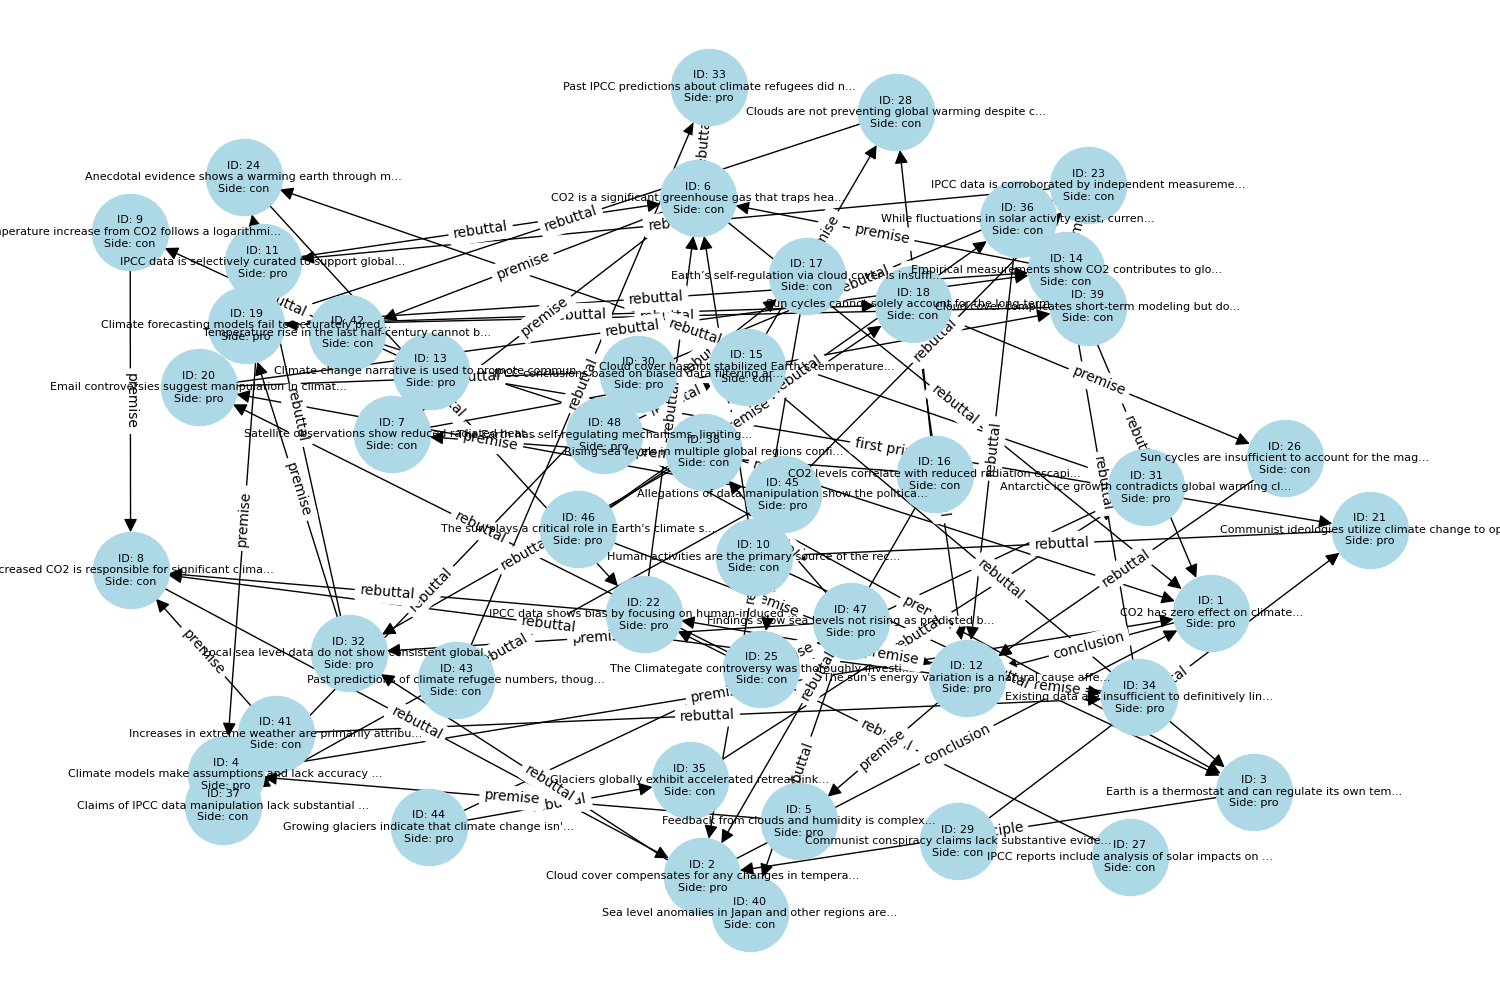 ID: 33
Past IPCC predictions about climate refugees did n...
Side: pro
ID: 28
Clouds are not preventing global warming despite c...
Side: con
ID: 24
Anecdotal evidence shows a warming earth through m...
Side: con
ID: 6
CO2 is a significant greenhouse gas that traps hea...
Side: con
ID: 23
IPCC data is corroborated by independent measureme...
Side: con
ID: 36
While fluctuations in solar activity exist, curren...
Side: con
ID: 9
perature increase from CO2 follows a logarithmi...
Side: con
ID: 11
IPCC data is selectively curated to support global...
Side: pro
ID: 17
Earth's self-regulation via cloud cover is insuffi...
Side: con
ID: 14
Empirical measurements show CO2 contributes to glo...
Side: con
ID: 18
Sun cycles cannot solely account for the long-term
Side: con
ID: 39
Cloud cover complicates short-term modeling but do...
Side: con
ID: 19
Climate forecasting models fail to accurately pred...
Side: pro
ID: 42
Temperature rise in the last half-century cannot b...
Side: con
ID: 13
Climate change narrative is used to promote commun
Side: pro
ID: 30
conclusions based on biased data filtering ar...
Side: pro
ID: 15
Cloud cover has not stabilized Earth's temperature...
Side: con
ID: 20
Email controversies suggest manipulation in climat...
Side: pro
ID: 7
Satellite observations show reduced radiated heat
Side: con
ID: 48
Earth has self-regulating mechanisms, limiting...
Side: pro
ID: 38
Rising sea levels in multiple global regions confi...
Side: con
ID: 26
Sun cycles are insufficient to account for the mag...
Side: con
ID: 16
CO2 levels correlate with reduced radiation escapi...
Side: con
ID: 31
Antarctic ice growth contradicts global warming cl...
Side: pro
ID: 45
Allegations of data manipulation show the politica...
Side: pro
ID: 21
Communist ideologies utilize climate change to op
Side: pro
ID: 46
The sun plays a critical role in Earth's climate s...
Side: pro
ID: 10
Human activities are the primary source of the rec...
Side: con
ID: 8
creased CO2 is responsible for significant clima...
Side: con
ID: 22
IPCC data shows bias by focusing on human-induced
Side: pro
ID: 47
Findings show sea levels not rising as predicted b...
Side: pro
ID: 1
CO2 has zero effect on climate...
Side: pro
ID: 32
Local sea level data do not show consistent global...
Side: pro
ID: 43
Past predictions of climate refugee numbers, thoug...
Side: con
ID: 25
The Climategate controversy was thoroughly investi...
Side: con
ID: 12
The sun's energy variation is a natural cause affe...
Side: pro
ID: 34
Existing data are insufficient to definitively lin...
Side: pro
ID: 41
Increases in extreme weather are primarily attribu...
Side: con
ID: 4
Climate models make assumptions and lack accuracy ...
Side: pro
ID: 37
Claims of IPCC data manipulation lack substantial ...
Side: con
ID: 35
Glaciers globally exhibit accelerated retreat link...
Side: con
ID: 3
Earth is a thermostat and can regulate its own tem...
Side: pro
ID: 44
Growing glaciers indicate that climate change isn'...
Side: pro
ID: 5
Feedback from clouds and humidity is complex...
Side: pro
ID: 29
Communist conspiracy claims lack substantive evide...
Side: con
ID: 27
IPCC reports include analysis of solar impacts on ...
Side: con
ID: 2
Cloud cover compensates for any changes in tempera...
Side: pro
ID: 40
Sea level anomalies in Japan and other regions are...
Side: con
rebuttal
rebuttal
premise
premise
rebuttal
rebuttal
premise
rebuttal
rebuttal
rebuttal
premise
premise
rebuttal
rebuttal
rebuttal
premise
premise
rebuttal
premise
rebuttal
rebuttal
rebuttal
rebuttal
rebuttal
rebuttal
rebuttal
premise
conclusion
premise
premise
rebuttal
rebuttal
premise
conclusion
rebuttal
premise